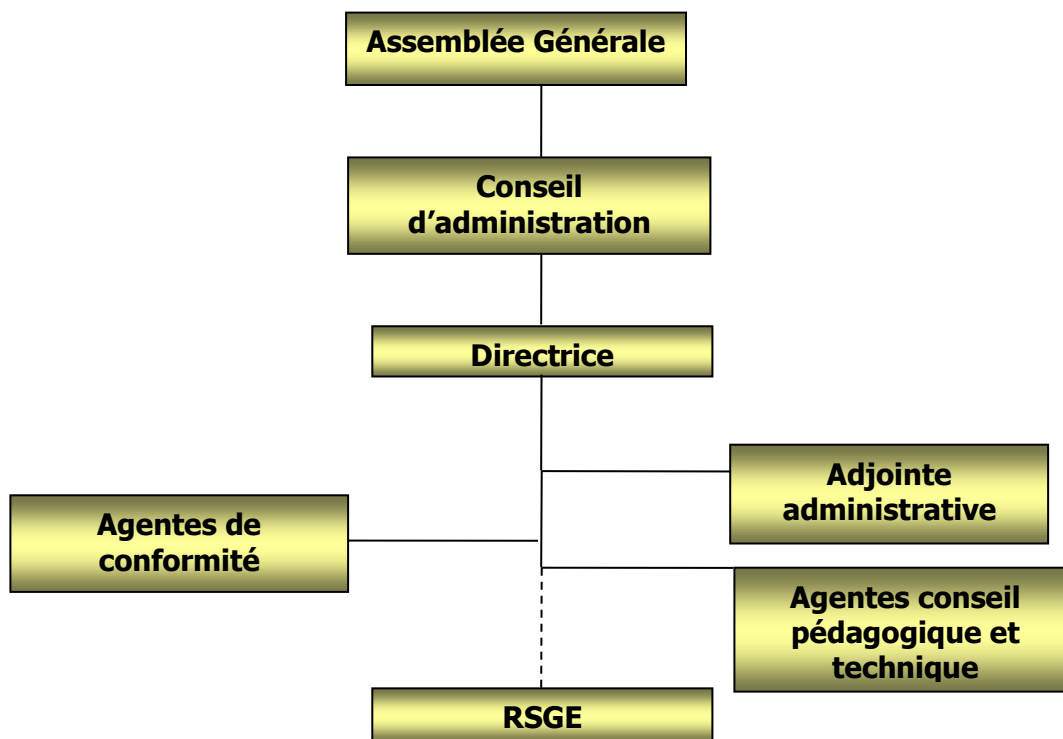 Assemblée Générale
Conseil
d’administration
Directrice
Adjointe
administrative
Agentes de
conformité
Agentes conseil
pédagogique et
technique
RSGE